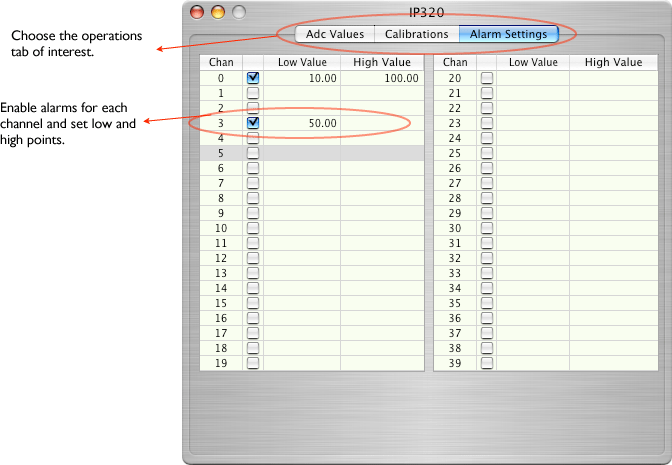 IP320
Choose the operations
tab of interest.
Adc Values Calibrations Alarm Settings
Chan Low Value High Value Chan Low Value High Value
0 10.00 100.00 20
1 21
Enable alarms for each
channel and set low and
high points.
2 22
3 50.00 23
4 24
5 25
6 26
7 27
8 28
9 29
10 30
11 31
12 32
13 33
14 34
15 35
16 36
17 37
18 38
19 39